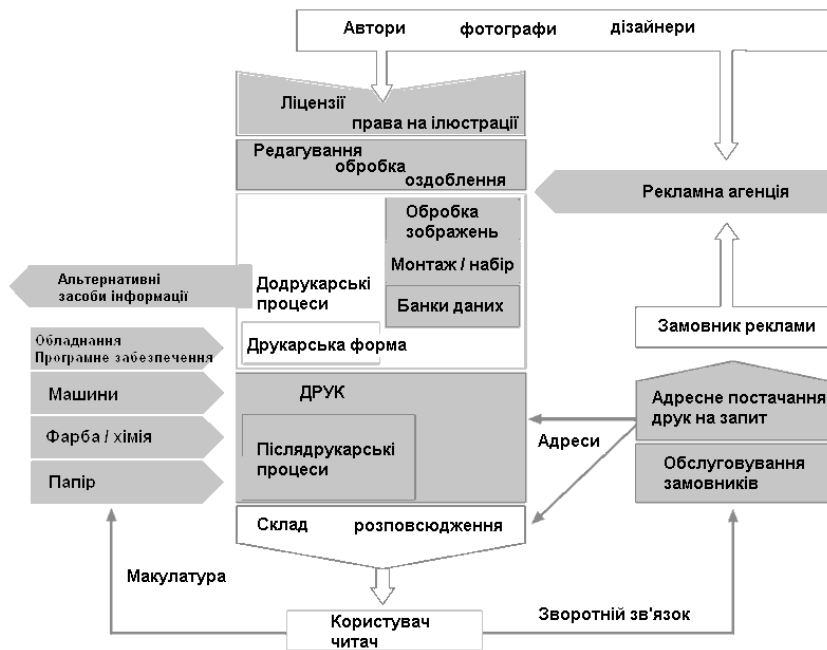 Автори фотографи дізайнери
Ліцензії
права на ілюстрації
Редагування
обробка
оздоблення
Рекламна агенція
Обробка
зображень
Монтаж / набір
Банки даних
Додрукарські
процеси
Друкарська форма
Альтернативні
засоби інформації
Обладнання
Програмне забезпечення
Машини
Фарба / хімія
Папір
Замовник реклами
ДРУК
Післядрукарські
процеси
Адреси
Адресне постачання
друк на запит
Обслуговування
замовників
Склад розповсюдження
Макулатура
Користувач
читач
Зворотній зв'язок